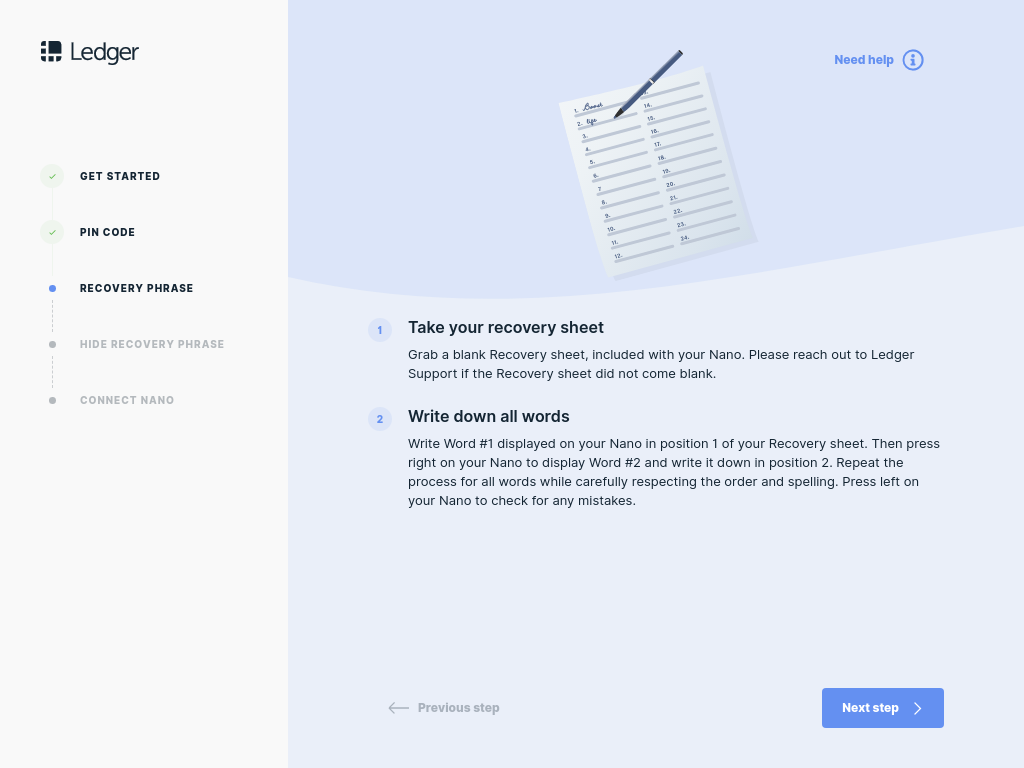 Ledger
Need help
GET STARTED
PIN CODE
RECOVERY PHRASE
HIDE RECOVERY PHRASE
CONNECT NANO
1.
2.
3.
4.
5.
6.
7
8.
9.
10.
11.
12.
14.
15.
16.
17.
18.
19.
20.
21.
22.
23.
24.
1
Take your recovery sheet
Grab a blank Recovery sheet, included with your Nano. Please reach out to Ledger
Support if the Recovery sheet did not come blank.
2
Write down all words
Write Word #1 displayed on your Nano in position 1 of your Recovery sheet. Then press
right on your Nano to display Word #2 and write it down in position 2. Repeat the
process for all words while carefully respecting the order and spelling. Press left on
your Nano to check for any mistakes.
Previous step
Next step